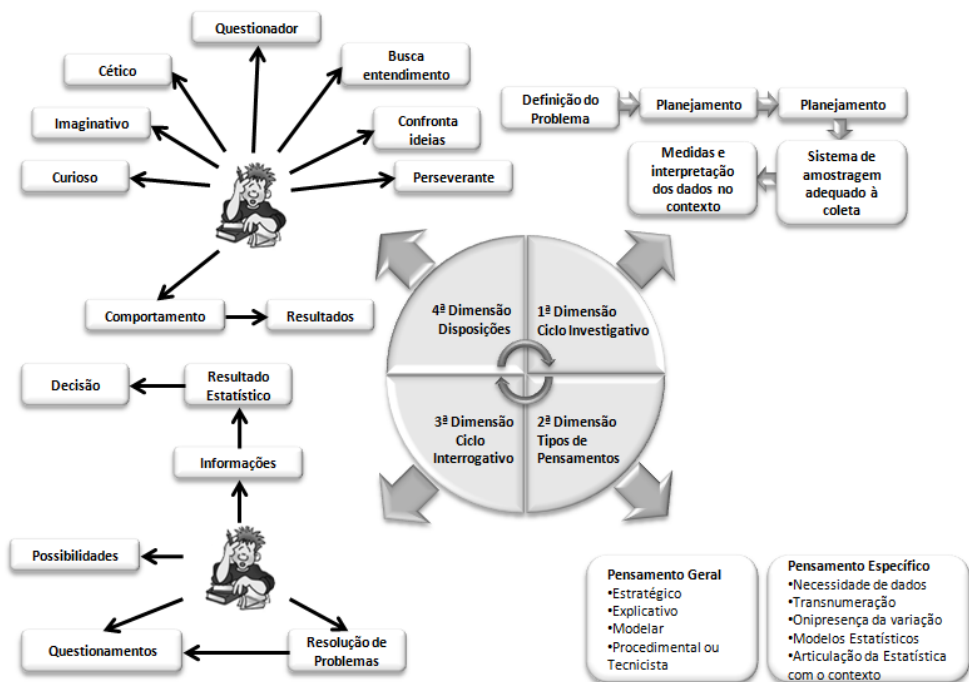 Questionador
Cético
Busca
entendimento
Imaginativo
Confronta
ideias
Curioso
Perseverante
Comportamento
Resultados
Definição do
Problema
Planejamento
Planejamento
Medidas e
interpretação
dos dados no
contexto
Sistema de
amostragem
adequado à
coleta
4ª Dimensão
Disposições
1ª Dimensão
Ciclo Investigativo
3ª Dimensão
Ciclo
Interrogativo
2ª Dimensão
Tipos de
Pensamentos
Decisão
Resultado
Estatístico
Informações
Possibilidades
Questionamentos
Resolução de
Problemas
Pensamento Geral
•Estratégico
•Explicativo
•Modelar
•Procedimental ou
Tecnicista
Pensamento Específico
•Necessidade de dados
•Transnumeração
•Onipresença da variação
•Modelos Estatísticos
•Articulação da Estatística
com o contexto